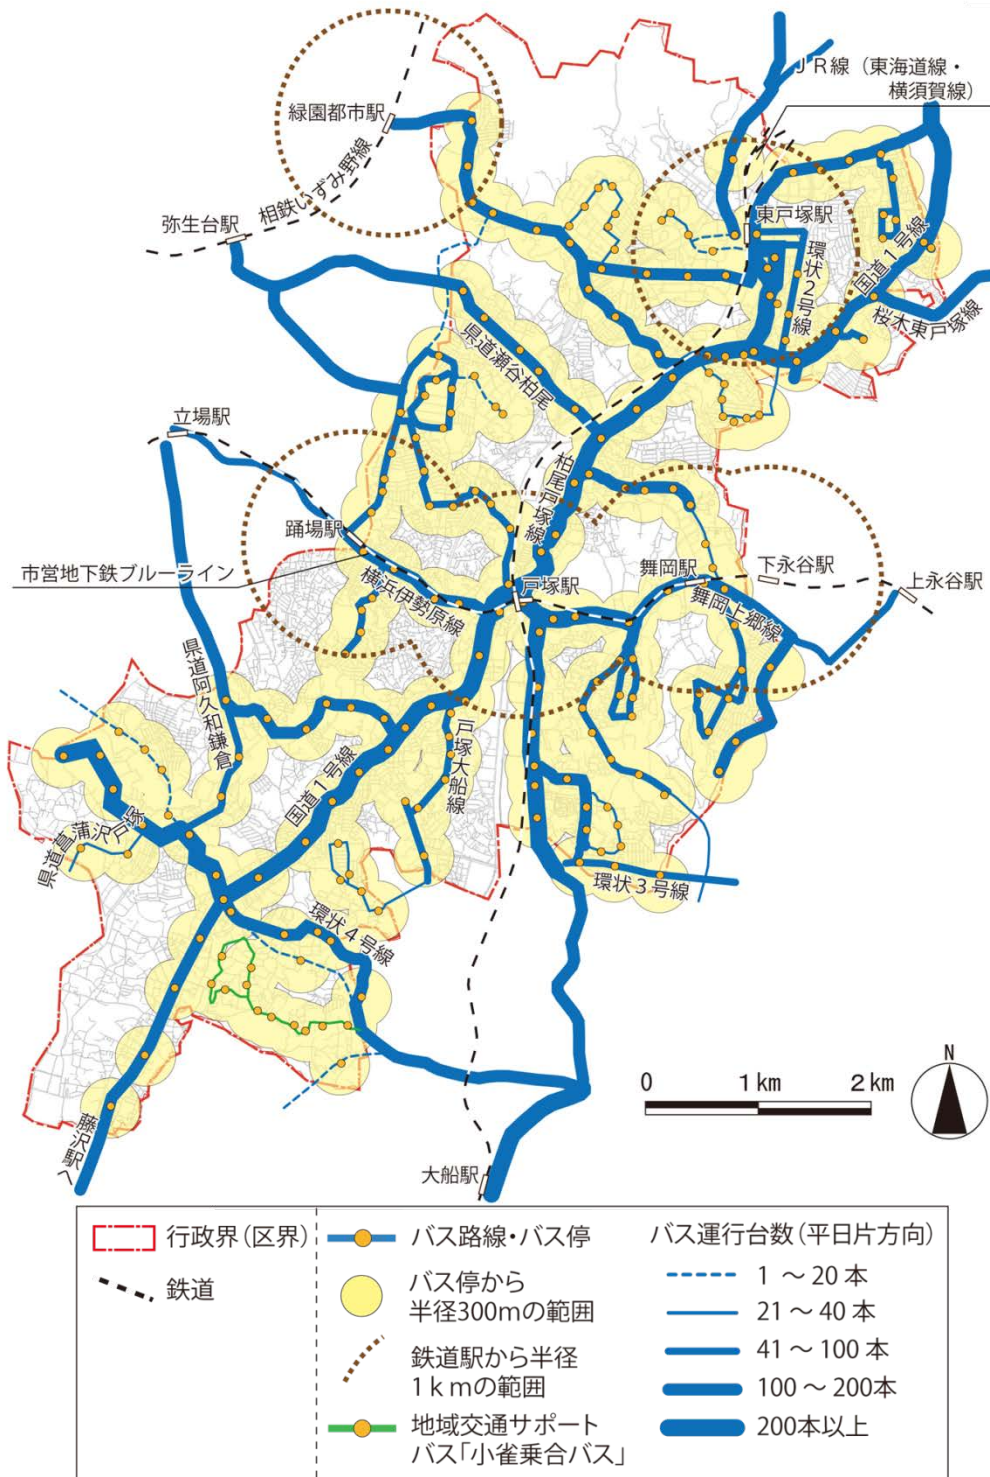 JR線（東海道線・
横須賀線）
緑園都市駅
相鉄いずみ野線
弥生台駅
東戸塚駅
環状２号線
国道１号線
桜木東戸塚線
県道瀬谷柏尾
立場駅
柏尾戸塚線
踊場駅
市営地下鉄ブルーライン
横浜伊勢原線
戸塚駅
舞岡駅
下永谷駅
上永谷駅
舞岡上郷線
県道阿久和鎌倉
国道１号線
戸塚大船線
県道菖蒲沢戸塚
環状３号線
環状４号線
藤沢駅へ
大船駅
0 1km 2km
N
行政界（区界）
鉄道
バス路線・バス停
バス停から
半径300mの範囲
鉄道駅から半径
1ｋｍの範囲
地域交通サポート
バス「小雀乗合バス」
バス運行台数（平日片方向）
1 ～ 20 本
21 ～ 40 本
41 ～ 100 本
100 ～ 200本
200本以上